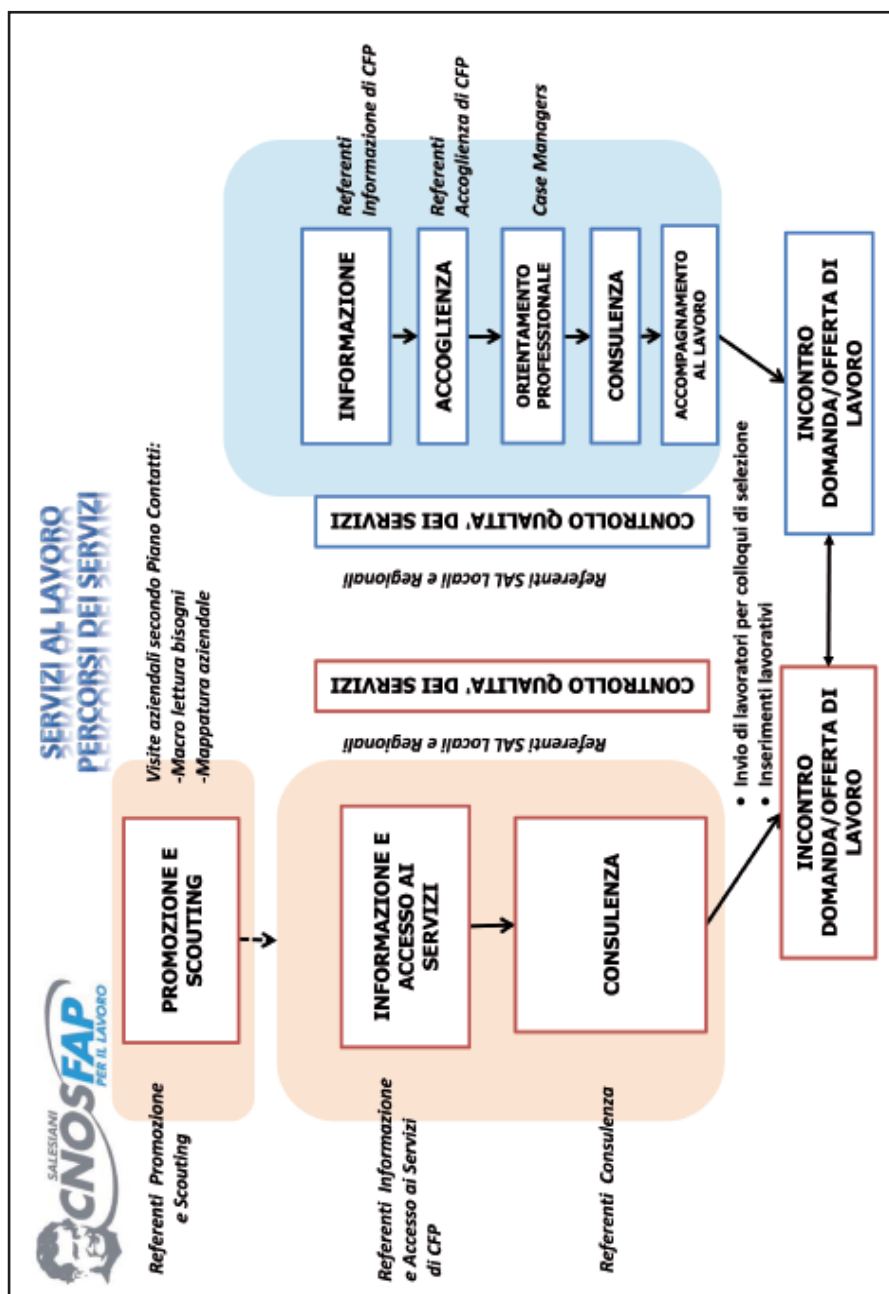 SALESIANI
CNOSFAP
PER IL LAVORO
SERVIZI AL LAVORO
PERCORSI DEI SERVIZI
Referenti Promozione
e Scouting
PROMOZIONE E
SCOUTING
Visite aziendali secondo Piano Contatti:
-Macro lettura bisogni
-Mappatura aziendale
Referenti Informazione
e Accesso ai Servizi
di CFP
INFORMAZIONE E
ACCESSO AI
SERVIZI
Referenti Consulenza
CONSULENZA
Referenti SAL Locali e Regionali
CONTROLLO QUALITA' DEI SERVIZI
Referenti SAL Locali e Regionali
CONTROLLO QUALITA' DEI SERVIZI
INFORMAZIONE
Referenti
Informazione di CFP
ACCOGLIENZA
Referenti
Accoglienza di CFP
ORIENTAMENTO
PROFESSIONALE
Case Managers
CONSULENZA
ACCOMPAGNAMENTO
AL LAVORO
• Invio di lavoratori per colloqui di selezione
• Inserimenti lavorativi
INCONTRO
DOMANDA/OFFERTA DI
LAVORO
INCONTRO
DOMANDA/OFFERTA DI
LAVORO